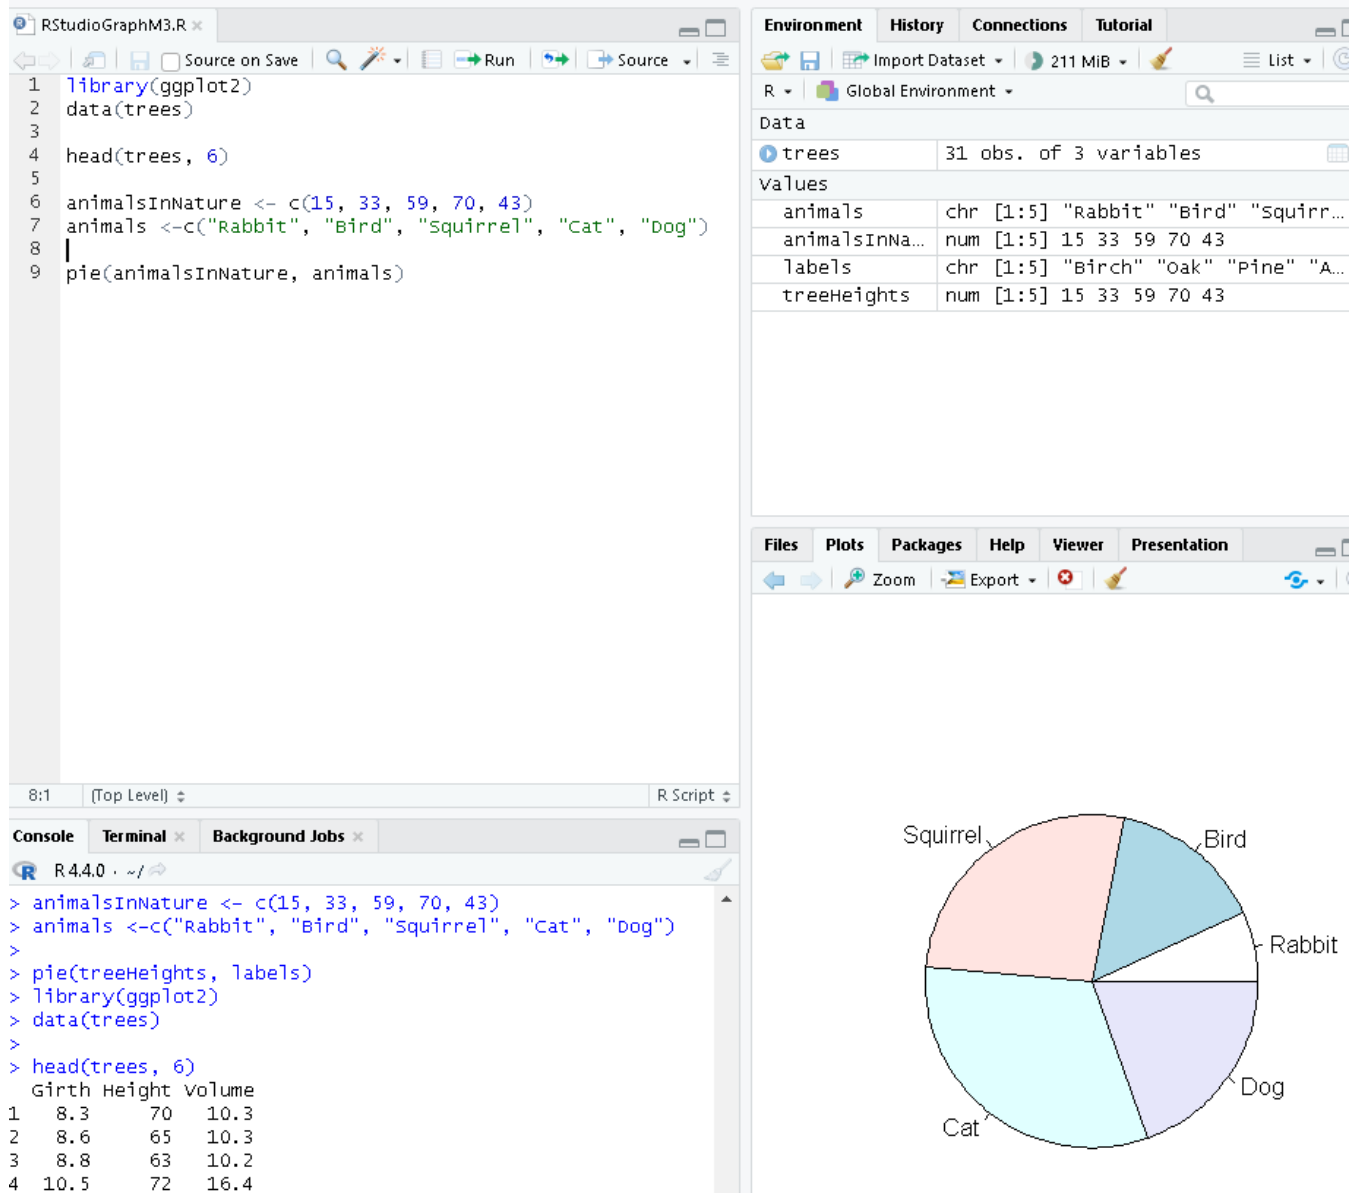 RStudioGraphM3.R
Source on Save
Run
Source
1 library(ggplot2)
2 data(trees)
3
4 head(trees, 6)
5
6 animalsInNature <- c(15, 33, 59, 70, 43)
7 animals <-c("Rabbit", "Bird", "Squirrel", "Cat", "Dog")
8
9 pie(animalsInNature, animals)
8:1 (Top Level) R Script
Console Terminal Background Jobs
R 4.4.0 · ~/
> animalsInNature <- c(15, 33, 59, 70, 43)
> animals <-c("Rabbit", "Bird", "Squirrel", "Cat", "Dog")
>
> pie(treeHeights, labels)
> library(ggplot2)
> data(trees)
>
> head(trees, 6)
Girth Height Volume
1 8.3 70 10.3
2 8.6 65 10.3
3 8.8 63 10.2
4 10.5 72 16.4
Environment History Connections Tutorial
Import Dataset 211 MiB List
R Global Environment
Data
trees 31 obs. of 3 variables
Values
animals chr [1:5] "Rabbit" "Bird" "Squirr...
animalsInNa... num [1:5] 15 33 59 70 43
labels chr [1:5] "Birch" "Oak" "Pine" "A...
treeHeights num [1:5] 15 33 59 70 43
Files Plots Packages Help Viewer Presentation
Zoom Export
Squirrel
Bird
Rabbit
Dog
Cat